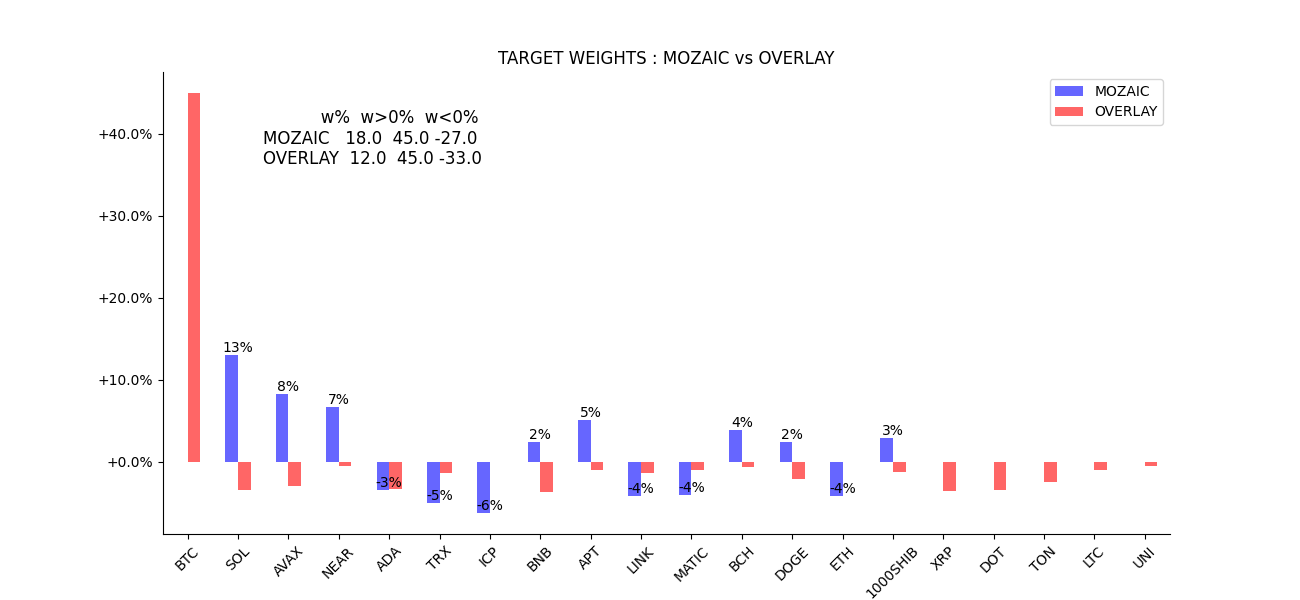 TARGET WEIGHTS : MOZAIC vs OVERLAY
MOZAIC
OVERLAY
w% w>0% w<0%
MOZAIC 18.0 45.0 -27.0
OVERLAY 12.0 45.0 -33.0
+40.0%
+30.0%
+20.0%
+10.0%
+0.0%
13%
8%
7%
-3%
-5%
-6%
2%
5%
-4%
-4%
4%
2%
-4%
3%
BTC
SOL
AVAX
NEAR
ADA
TRX
ICP
BNB
APT
LINK
MATIC
BCH
DOGE
ETH
1000SHIB
XRP
DOT
TON
LTC
UNI